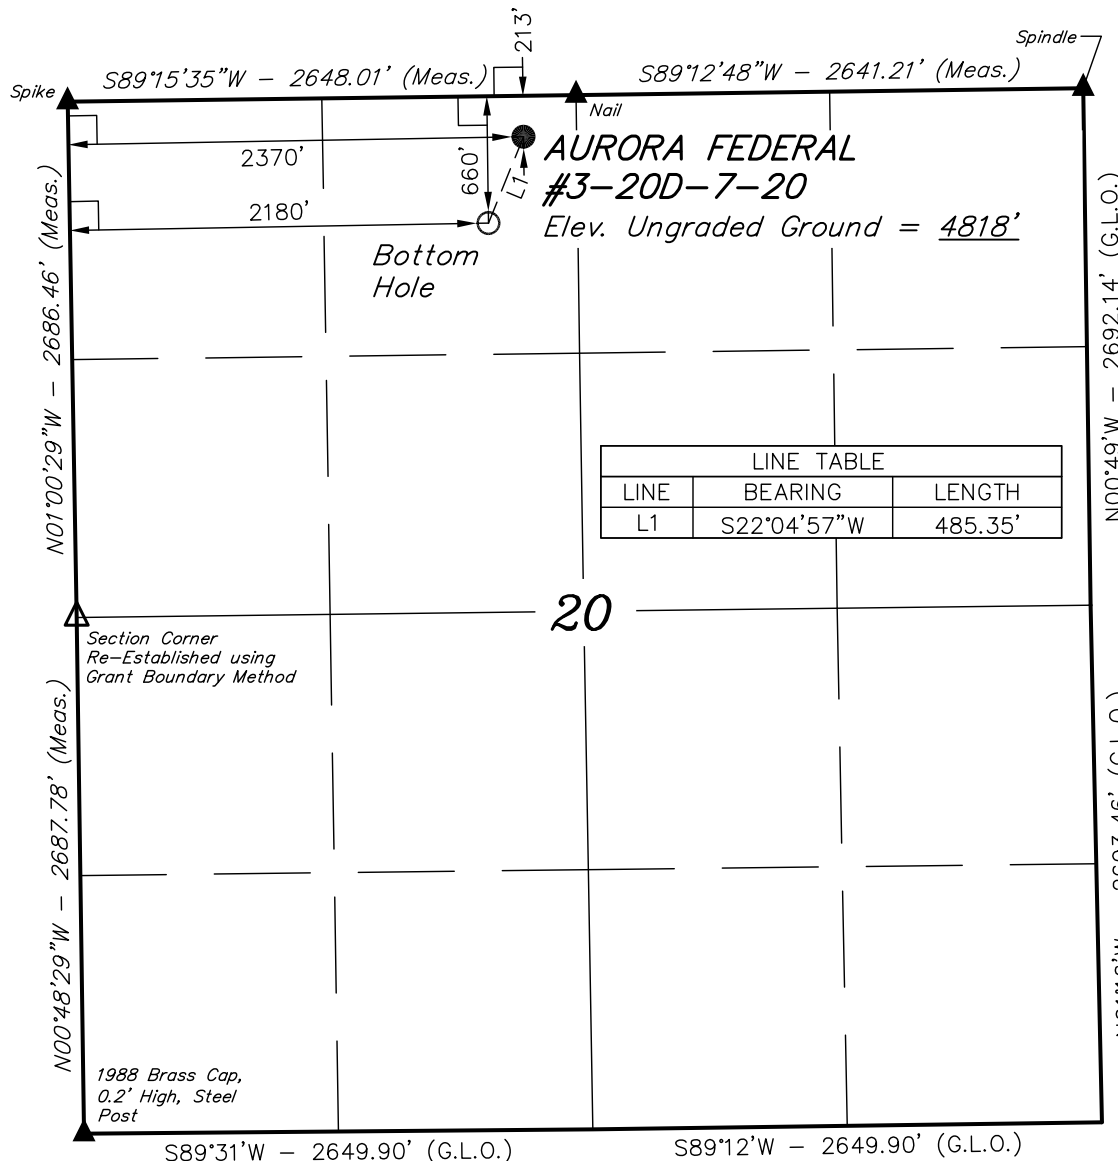 213'
Spindle
S89°15'35"W - 2648.01' (Meas.)
S89°12'48"W - 2641.21' (Meas.)
Spike
Nail
2370'
660'
L1
AURORA FEDERAL
#3-20D-7-20
Elev. Ungraded Ground = 4818'
2180'
Bottom
Hole
N01°00'29"W - 2686.46' (Meas.)
N00°49'W - 2692.14' (G.L.O.)
LINE TABLE
LINE BEARING LENGTH
L1 S22°04'57"W 485.35'
20
Section Corner
Re-Established using
Grant Boundary Method
N00°48'29"W - 2687.78' (Meas.)
1988 Brass Cap,
0.2' High, Steel
Post
S89°31'W - 2649.90' (G.L.O.)
S89°12'W - 2649.90' (G.L.O.)